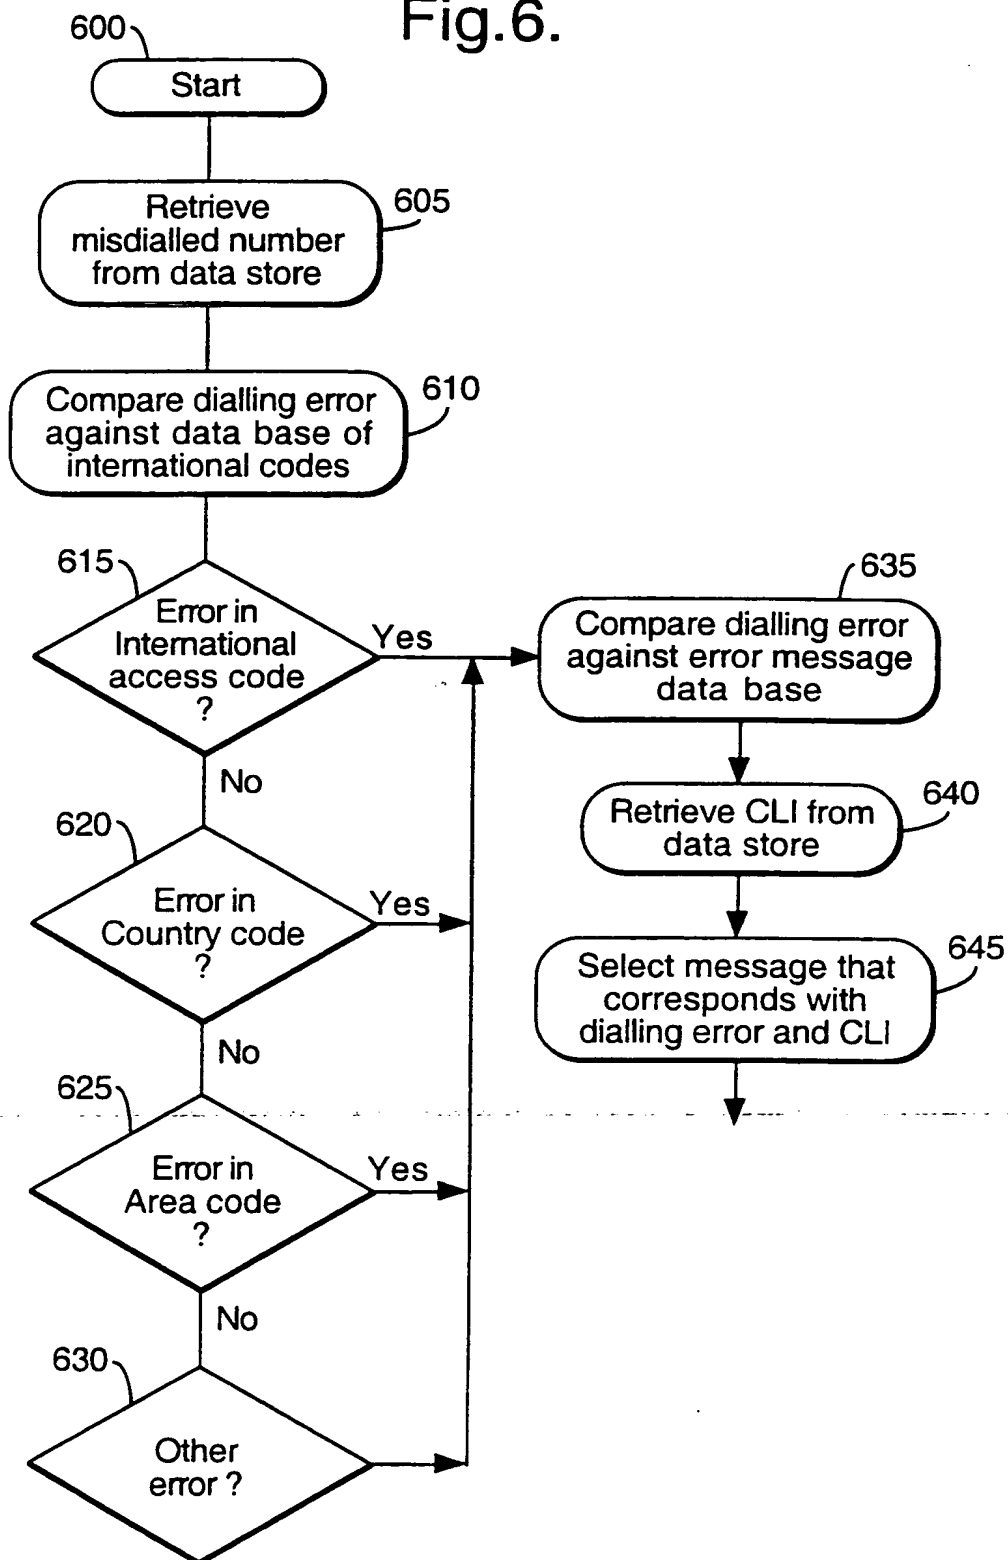 Fig.6.
600
Start
605
Retrieve
misdialled number
from data store
610
Compare dialling error
against data base of
international codes
615
Error in
International
access code
?
Yes
No
620
Error in
Country code
?
Yes
No
625
Error in
Area code
?
Yes
No
630
Other
error ?
635
Compare dialling error
against error message
data base
640
Retrieve CLI from
data store
645
Select message that
corresponds with
dialling error and CLI